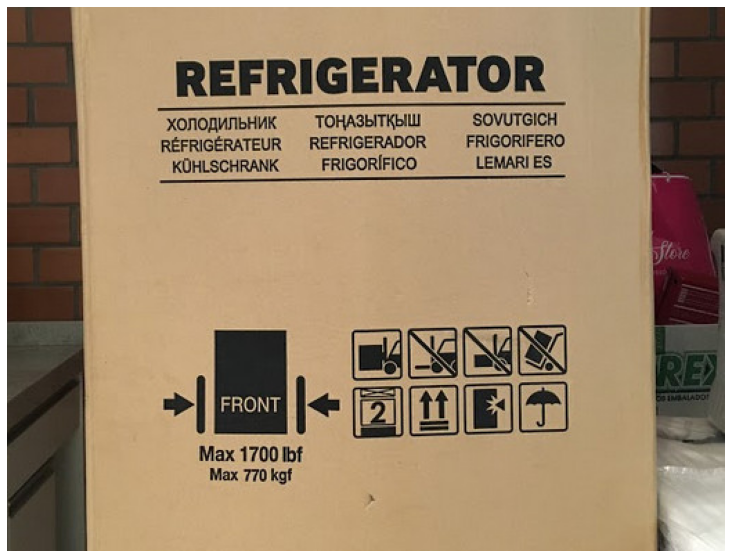 REFRIGERATOR
ХОЛОДИЛЬНИК ТОҢАЗЫТҚЫШ SOVUTGICH
RÉFRIGÉRATEUR REFRIGERADOR FRIGORIFERO
KÜHLSCHRANK FRIGORÍFICO LEMARI ES
Store
REX
FRONT
2
Max 1700 lbf
Max 770 kgf